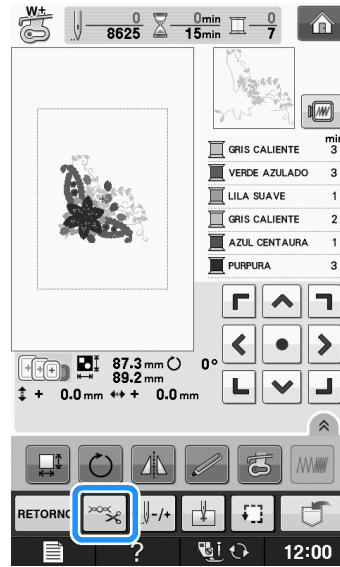 W+
0 0min 0
8625 15min 7
min
GRIS CALIENTE 3
VERDE AZULADO 3
LILA SUAVE 1
GRIS CALIENTE 2
AZUL CENTAURA 1
PURPURA 3
87.3 mm 0°
89.2 mm
+ 0.0 mm + 0.0 mm
RETORNO -/+
? 12:00